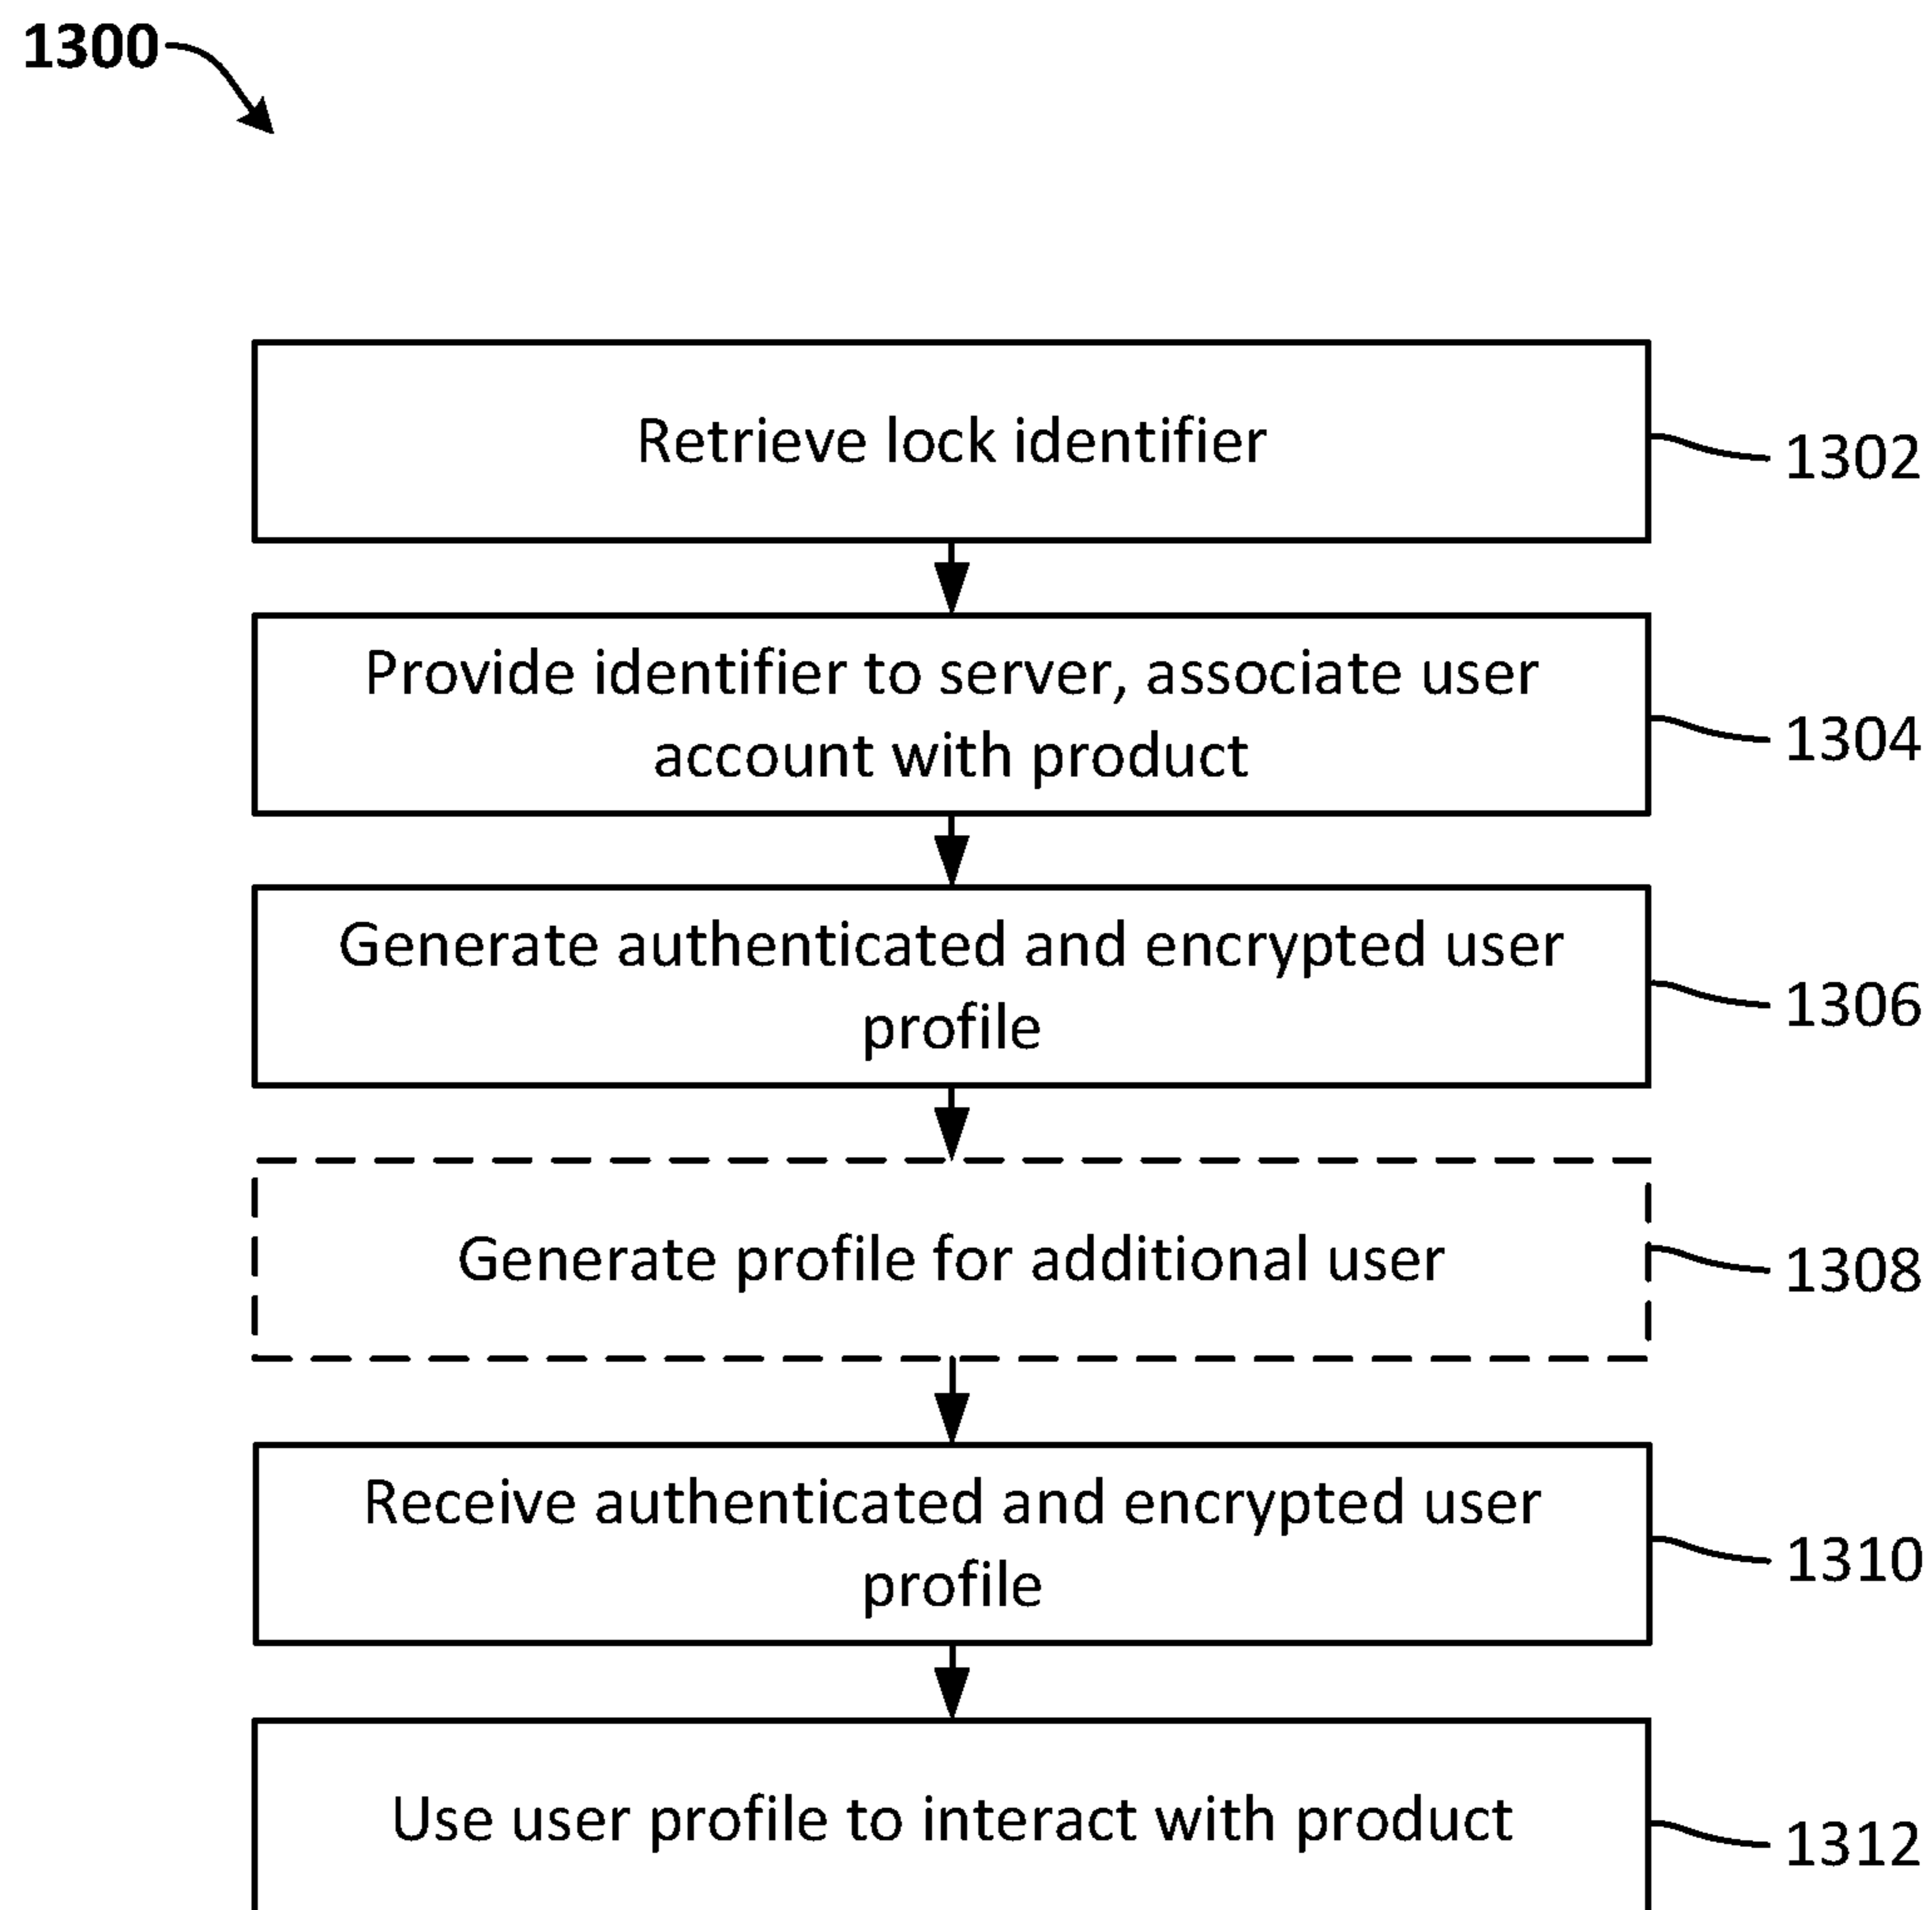 1300
Retrieve lock identifier
1302
Provide identifier to server, associate user
account with product
1304
Generate authenticated and encrypted user
profile
1306
Generate profile for additional user
1308
Receive authenticated and encrypted user
profile
1310
Use user profile to interact with product
1312